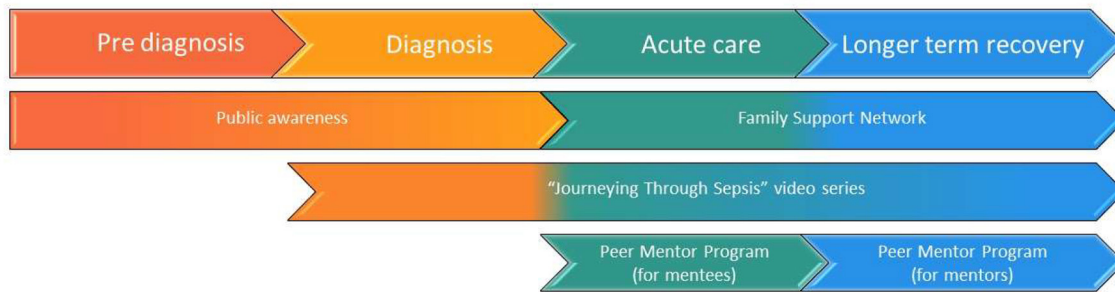 Pre diagnosis
Diagnosis
Acute care
Longer term recovery
Public awareness
Family Support Network
“Journeying Through Sepsis” video series
Peer Mentor Program
(for mentees)
Peer Mentor Program
(for mentors)